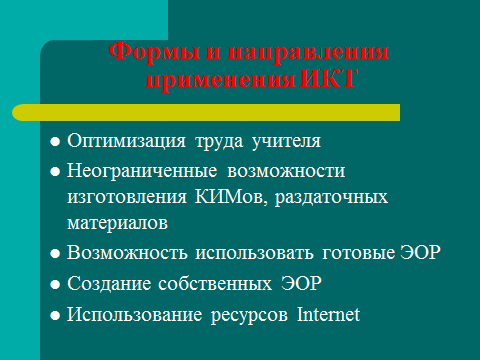 Формы и направления
применения ИКТ
Оптимизация труда учителя
Неограниченные возможности
изготовления КИМов, раздаточных
материалов
Возможность использовать готовые ЭОР
Создание собственных ЭОР
Использование ресурсов Internet